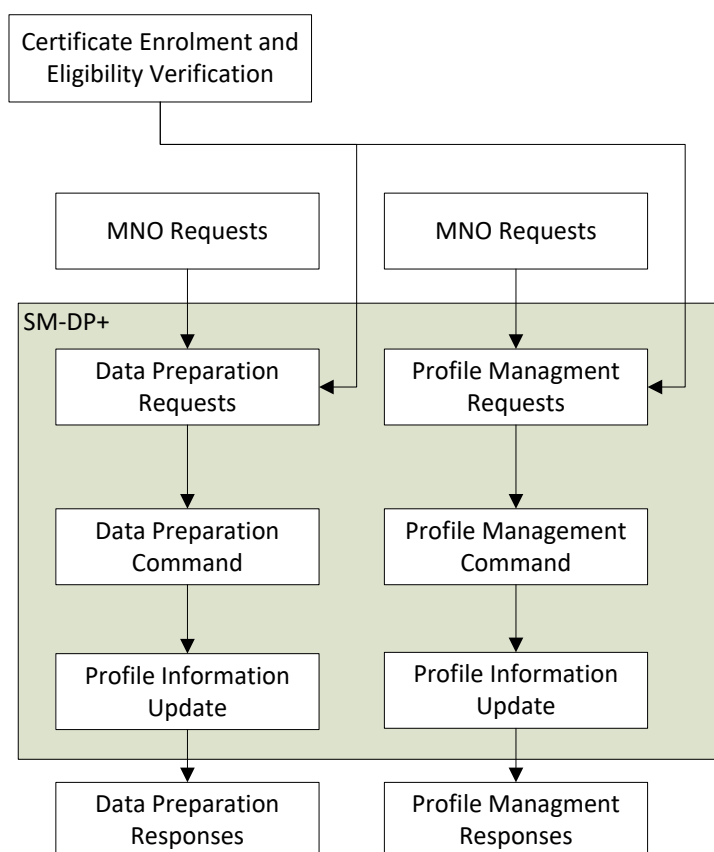 Certificate Enrolment and
Eligibility Verification
MNO Requests
MNO Requests
SM-DP+
Data Preparation
Requests
Profile Managment
Requests
Data Preparation
Command
Profile Management
Command
Profile Information
Update
Profile Information
Update
Data Preparation
Responses
Profile Managment
Responses